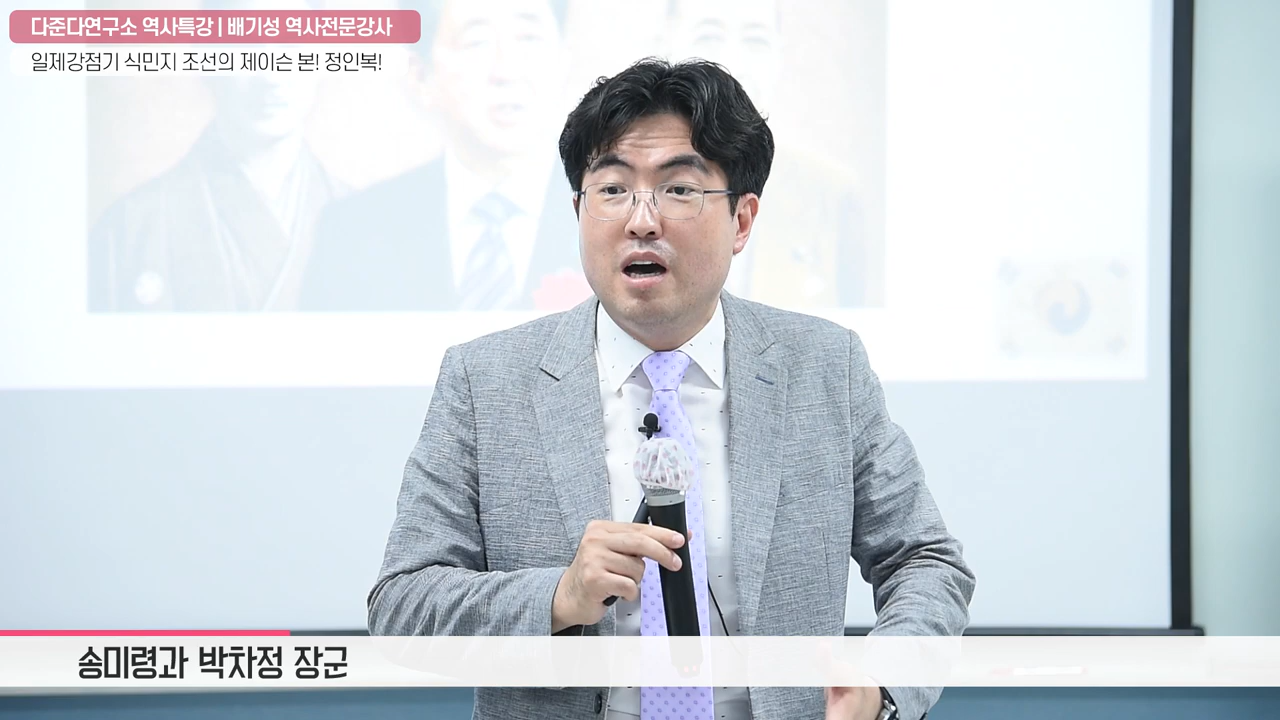 다준다연구소 역사특강 | 배기성 역사전문강사
일제강점기 식민지 조선의 제이슨 본! 정인복!
송미령과 박차정 장군